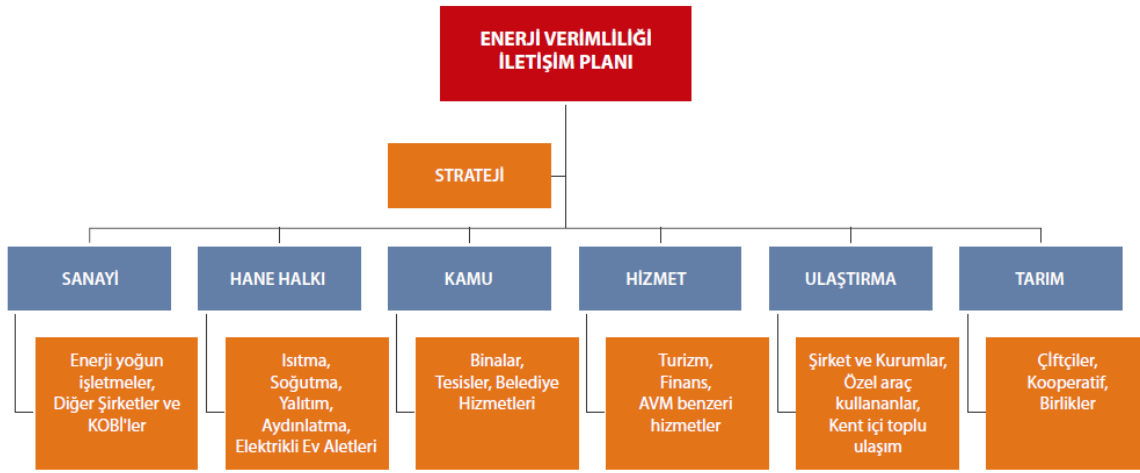 ENERJİ VERİMLİLİĞİ
İLETİŞİM PLANI
STRATEJİ
SANAYİ
HANE HALKI
KAMU
HİZMET
ULAŞTIRMA
TARIM
Enerji yoğun
işletmeler,
Diğer Şirketler ve
KOBİ'ler
Isıtma,
Soğutma,
Yalıtım,
Aydınlatma,
Elektrikli Ev Aletleri
Binalar,
Tesisler, Belediye
Hizmetleri
Turizm,
Finans,
AVM benzeri
hizmetler
Şirket ve Kurumlar,
Özel araç
kullananlar,
Kent içi toplu
ulaşım
Çİftçiler,
Kooperatif,
Birlikler